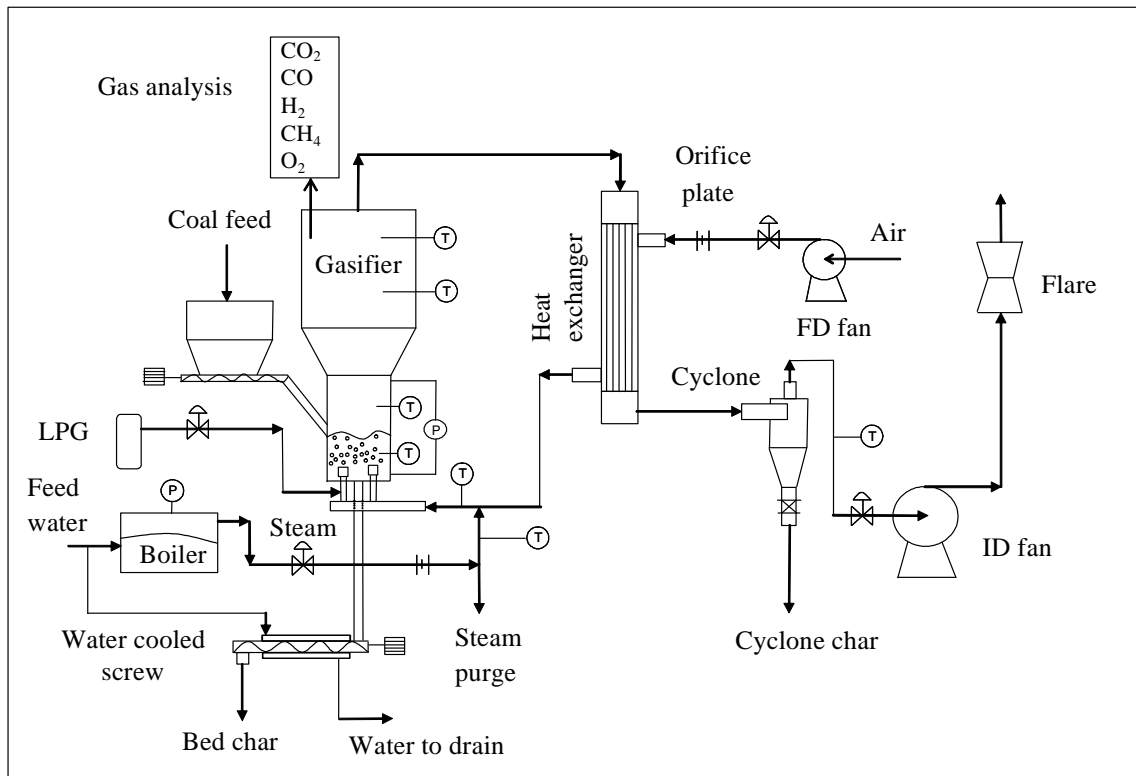 CO₂
CO
H₂
CH₄
O₂
Gas analysis
Coal feed
Gasifier
T
T
T
T
P
Heat
exchanger
Orifice
plate
Air
FD fan
Flare
Cyclone
T
ID fan
Cyclone char
LPG
Feed
water
P
Boiler
Steam
T
T
Steam
purge
Water cooled
screw
Bed char
Water to drain